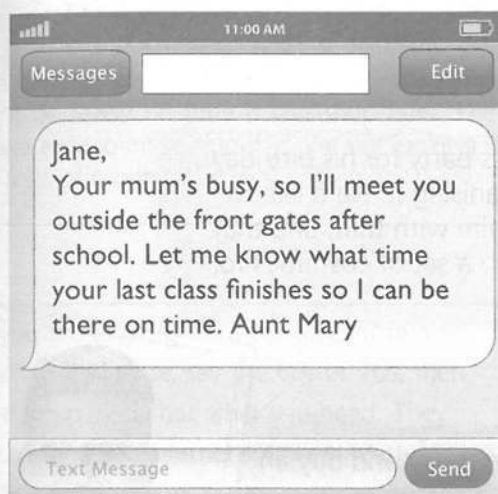 11:00 AM
Messages
Edit
Jane,
Your mum's busy, so I'll meet you
outside the front gates after
school. Let me know what time
your last class finishes so I can be
there on time. Aunt Mary
Text Message
Send